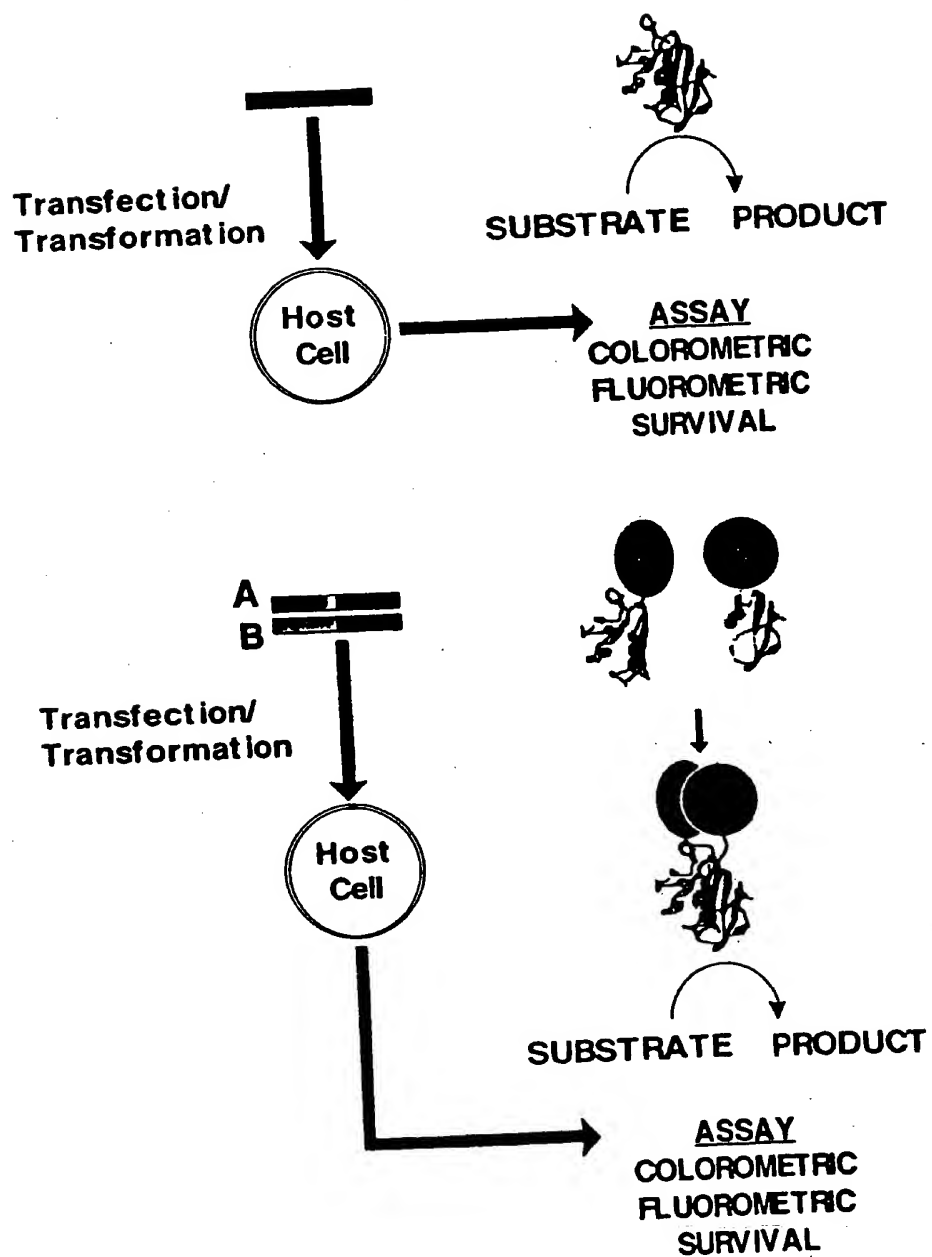 Transfection/
Transformation
SUBSTRATE PRODUCT
Host
Cell
ASSAY
COLOROMETRIC
FLUOROMETRIC
SURVIVAL
A
B
Transfection/
Transformation
Host
Cell
SUBSTRATE PRODUCT
ASSAY
COLOROMETRIC
FLUOROMETRIC
SURVIVAL